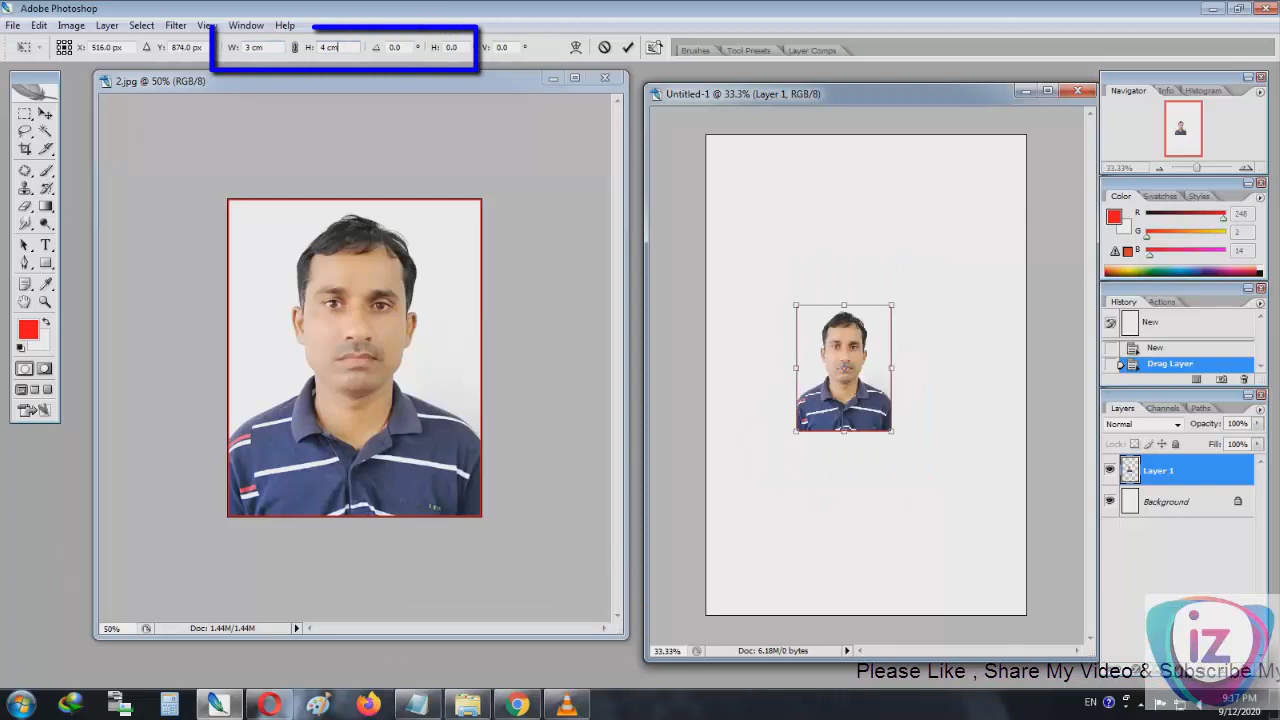 Adobe Photoshop
File Edit Image Layer Select Filter View Window Help
X: 516.0 px Y: 874.0 px W: 3 cm H: 4 cm 0.0 ° H: 0.0 V: 0.0 °
Brushes Tool Presets Layer Comps
2.jpg @ 50% (RGB/8)
50% Doc: 1.44M/1.44M
Untitled-1 @ 33.3% (Layer 1, RGB/8)
33.33% Doc: 6.18M/0 bytes
Navigator Info Histogram
33.33%
Color Swatches Styles
R 248
G 2
B 14
History Actions
New
New
Drag Layer
Layers Channels Paths
Normal Opacity: 100%
Lock: Fill: 100%
Layer 1
Background
iz
Please Like , Share My Video & Subscribe My
EN
9:17 PM
9/12/2020